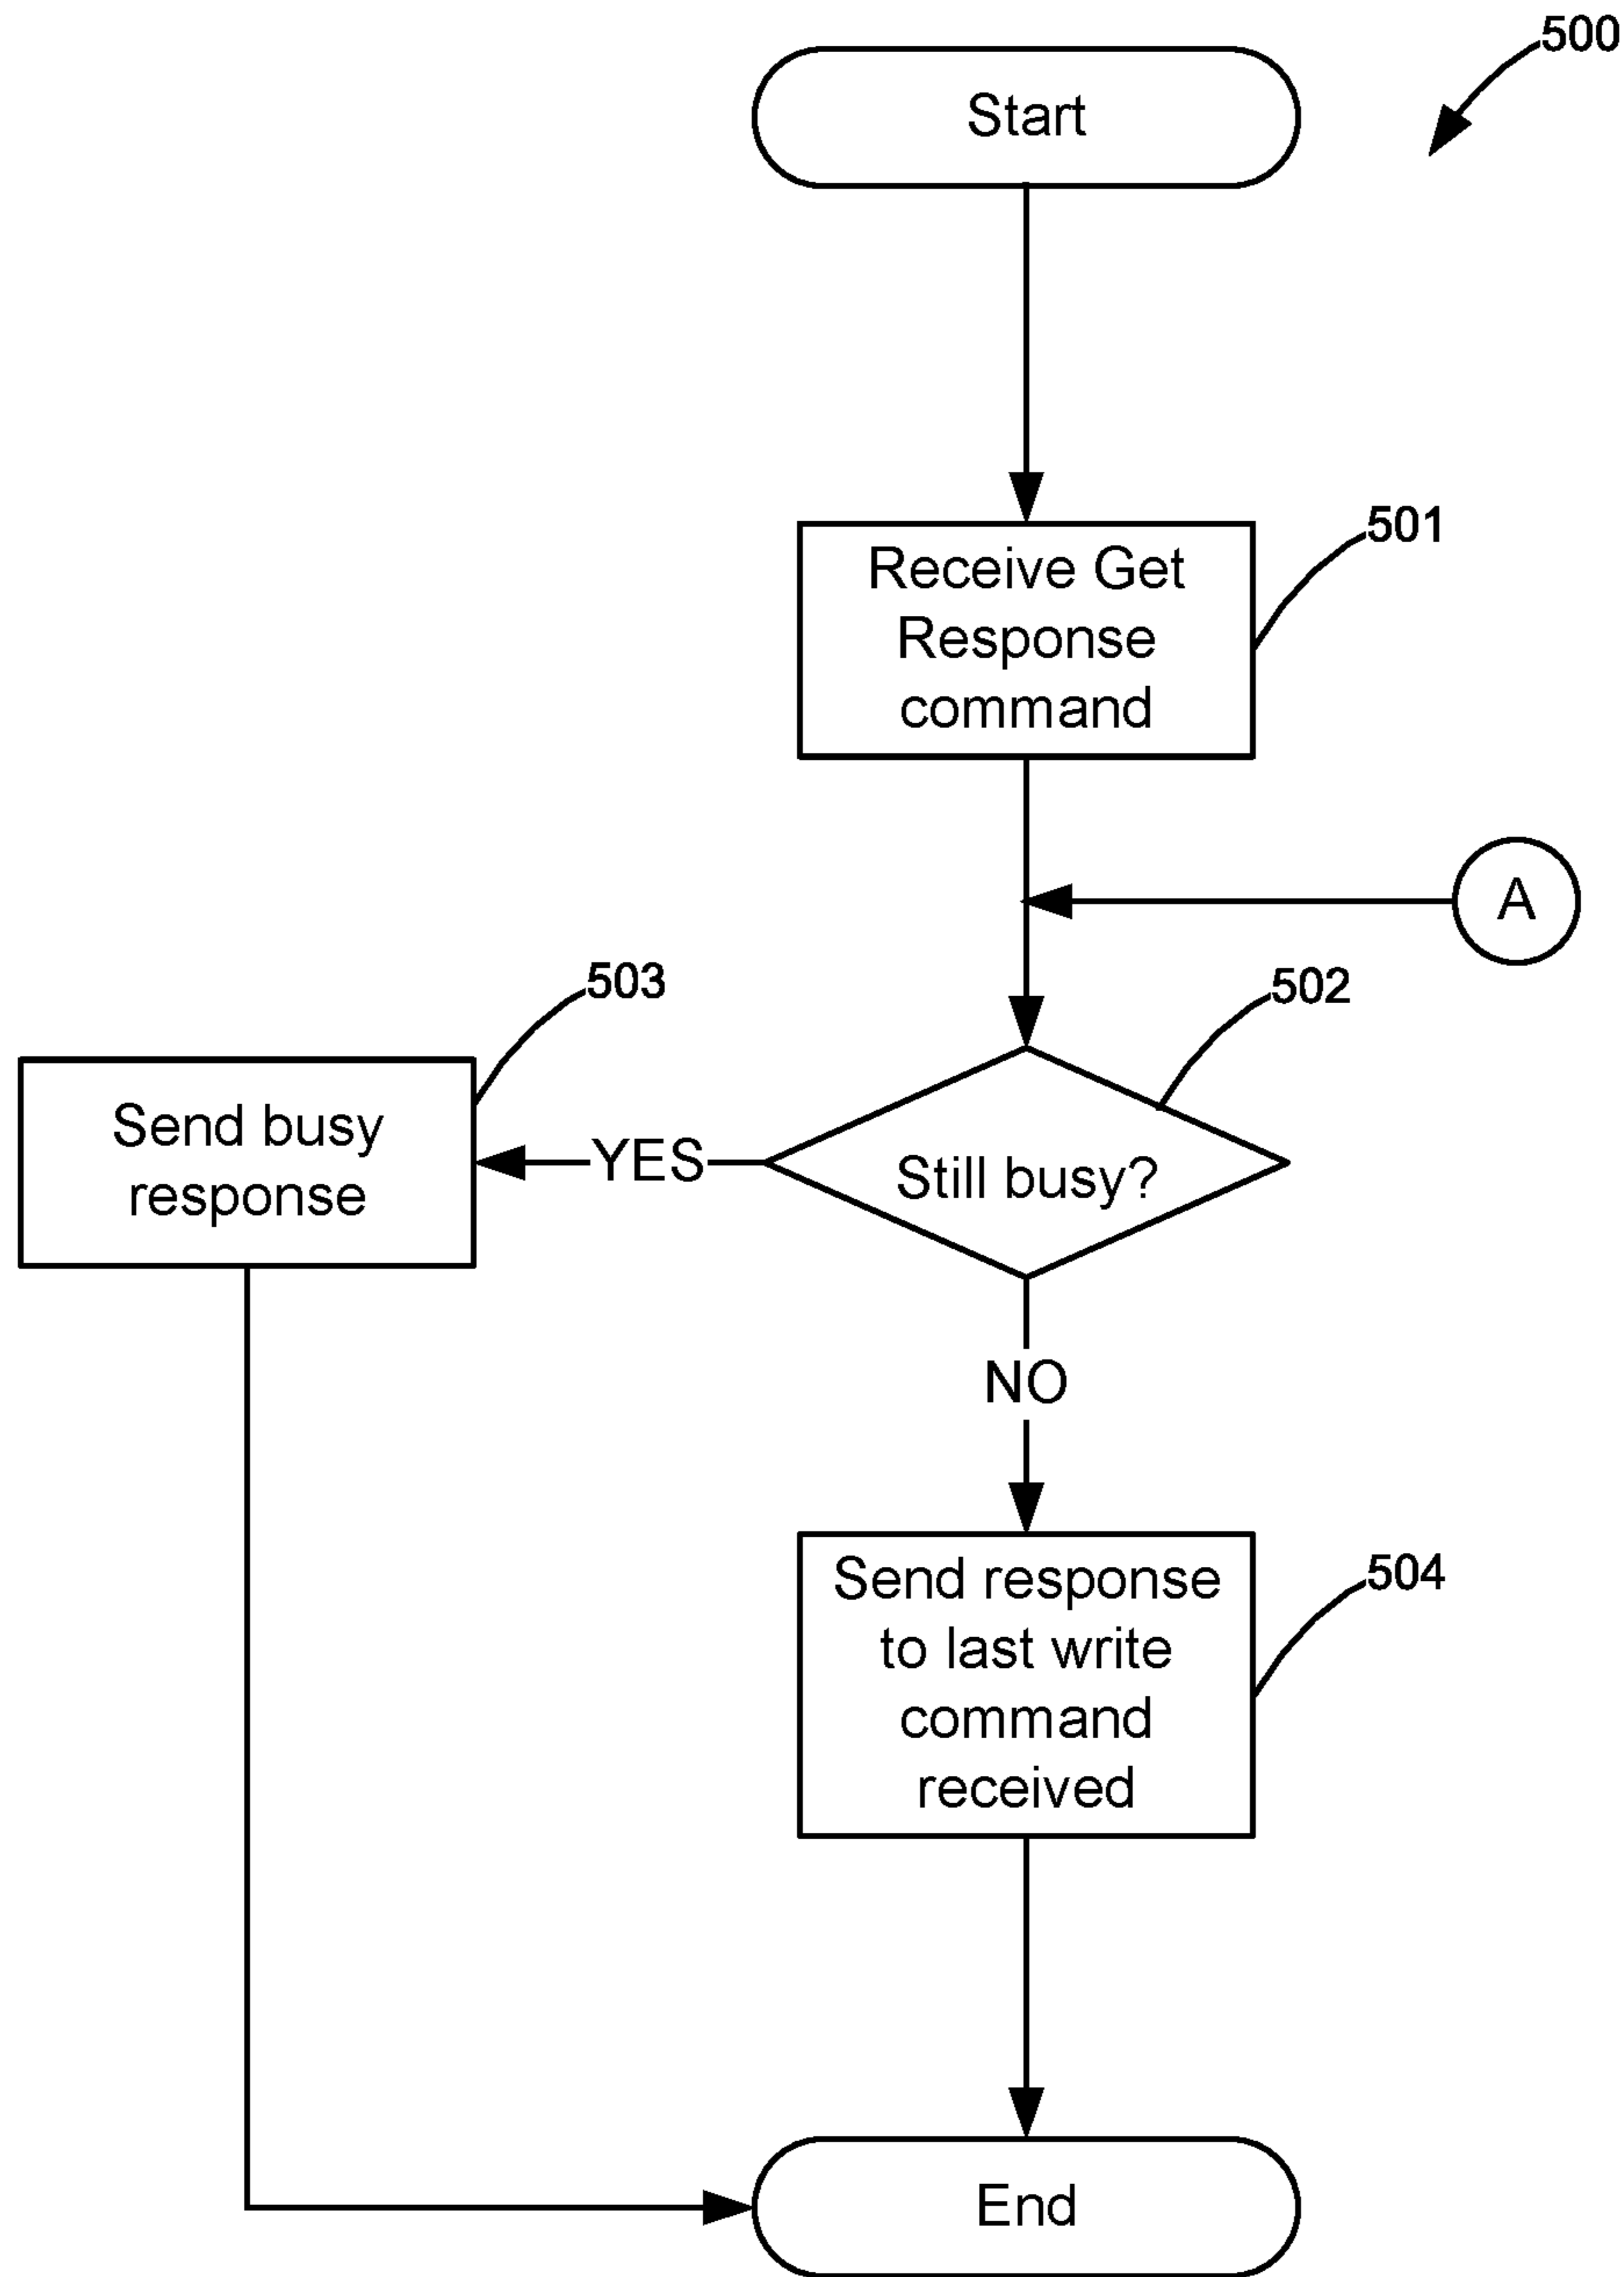 500
Start
501
Receive Get
Response
command
A
503
502
Send busy
response
YES
Still busy?
NO
504
Send response
to last write
command
received
End